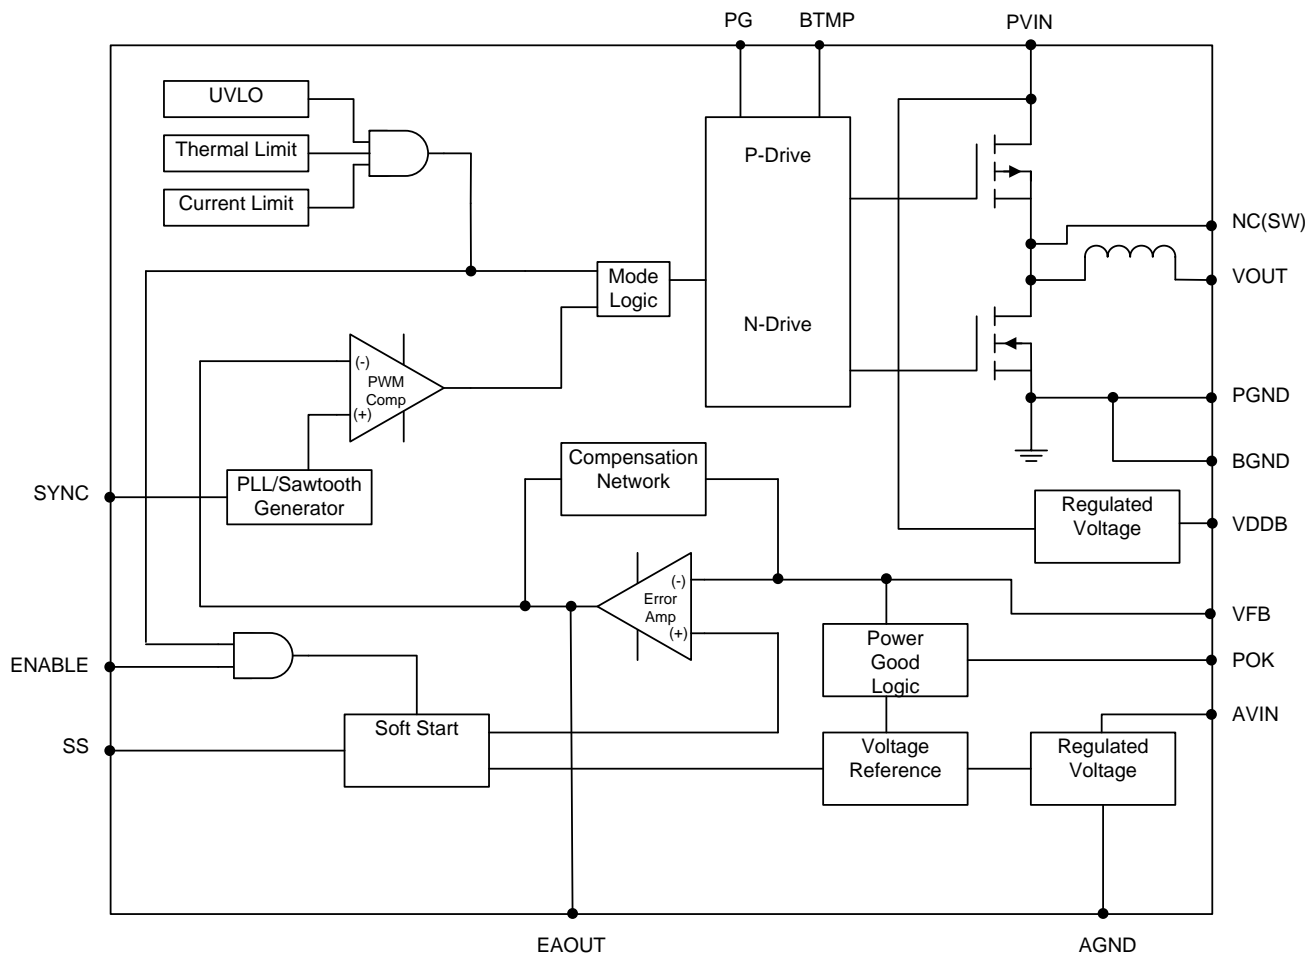 PG
BTMP
PVIN
UVLO
Thermal Limit
Current Limit
P-Drive
N-Drive
NC(SW)
VOUT
Mode
Logic
(-)
PWM
Comp
(+)
PGND
BGND
Compensation
Network
SYNC
PLL/Sawtooth
Generator
Regulated
Voltage
VDDB
(-)
Error
Amp
(+)
VFB
Power
Good
Logic
POK
ENABLE
AVIN
SS
Soft Start
Voltage
Reference
Regulated
Voltage
EAOUT
AGND